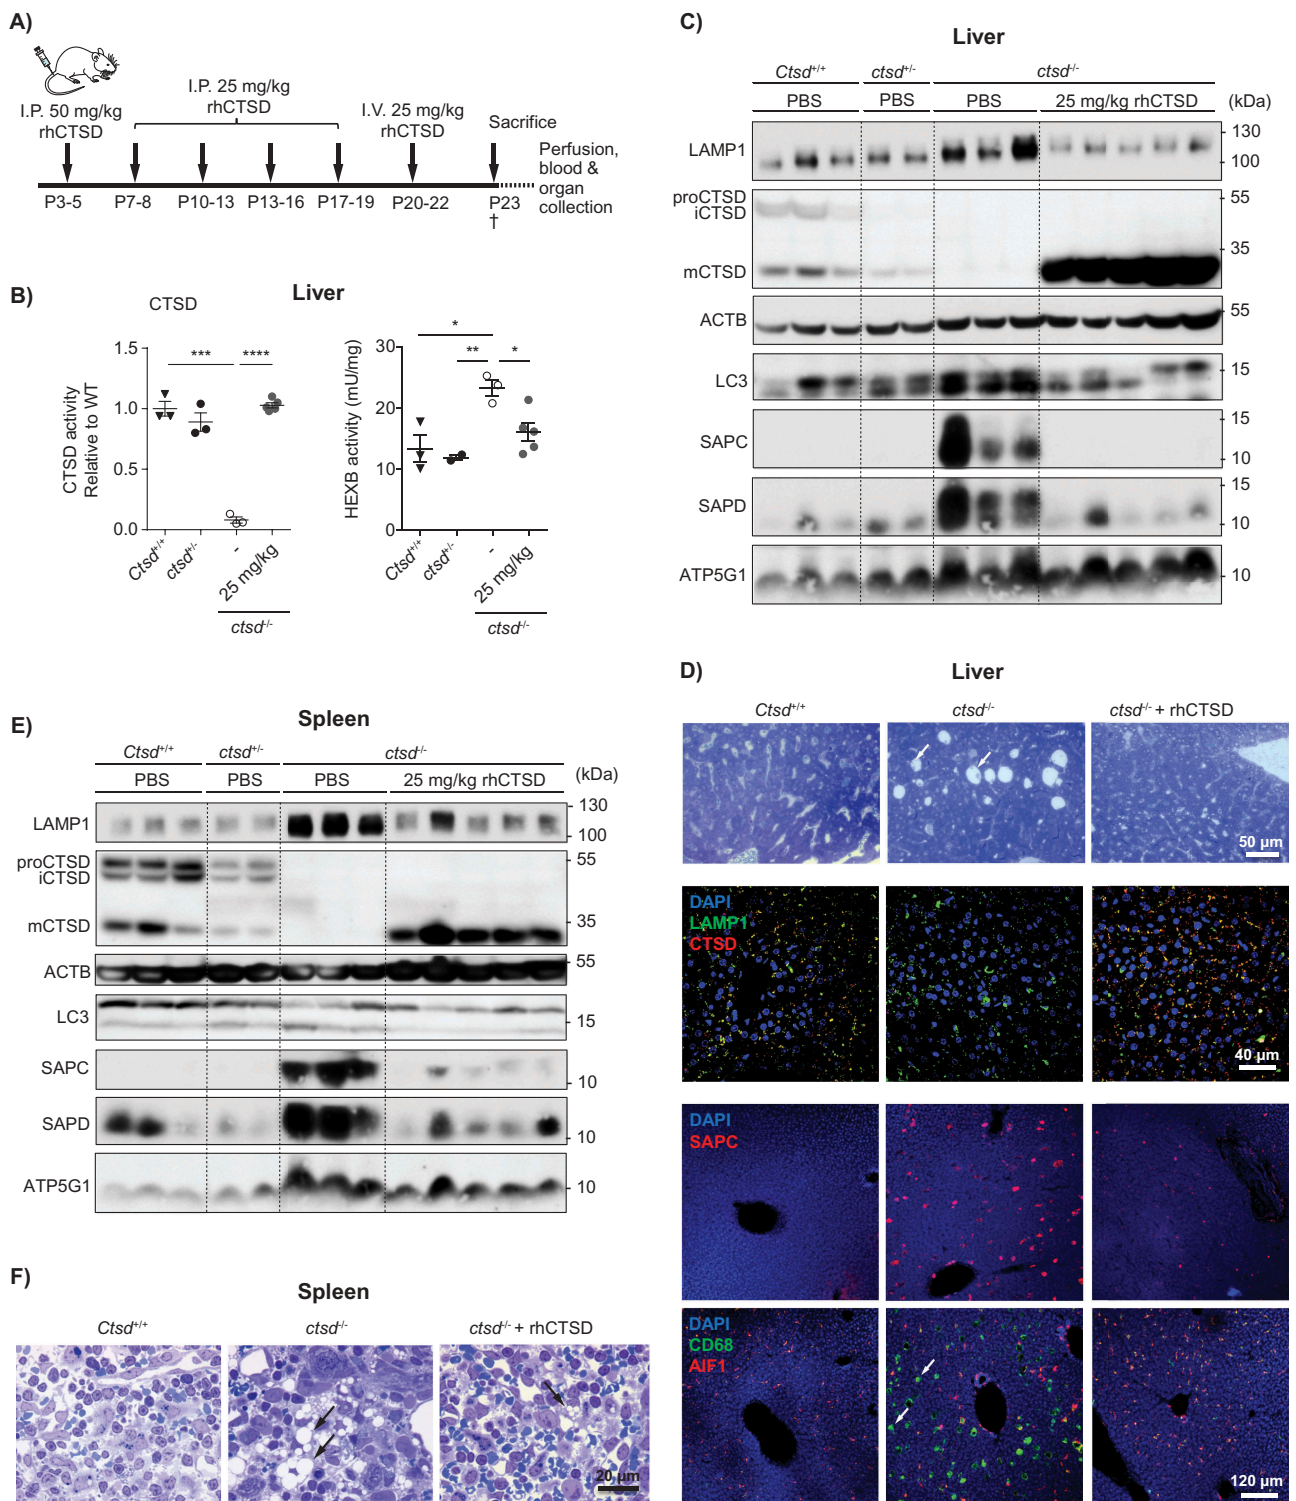 A)
I.P. 50 mg/kg
rhCTSD
I.P. 25 mg/kg
rhCTSD
I.V. 25 mg/kg
rhCTSD
Sacrifice
Perfusion,
blood &
organ
collection
P3-5
P7-8
P10-13
P13-16
P17-19
P20-22
P23
†
B)
Liver
CTSD
CTSD activity
Relative to WT
1.5
1.0
0.5
0.0
***
****
Ctsd+/+
ctsd+/-
-
25 mg/kg
ctsd-/-
HEXB activity (mU/mg)
30
20
10
0
*
**
*
Ctsd+/+
ctsd+/-
-
25 mg/kg
ctsd-/-
C)
Liver
Ctsd+/+
ctsd+/-
ctsd-/-
PBS
PBS
PBS
25 mg/kg rhCTSD
(kDa)
LAMP1
130
100
proCTSD
iCTSD
mCTSD
55
35
ACTB
55
LC3
15
SAPC
15
10
SAPD
15
10
ATP5G1
10
D)
Liver
Ctsd+/+
ctsd-/-
ctsd-/- + rhCTSD
50 µm
DAPI
LAMP1
CTSD
40 µm
DAPI
SAPC
DAPI
CD68
AIF1
120 µm
E)
Spleen
Ctsd+/+
ctsd+/-
ctsd-/-
PBS
PBS
PBS
25 mg/kg rhCTSD
(kDa)
LAMP1
130
100
proCTSD
iCTSD
mCTSD
55
35
ACTB
55
LC3
15
SAPC
10
SAPD
10
ATP5G1
10
F)
Spleen
Ctsd+/+
ctsd-/-
ctsd-/- + rhCTSD
20 µm